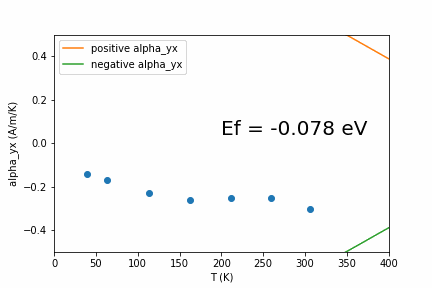 positive alpha_yx
negative alpha_yx
Ef = -0.078 eV
alpha_yx (A/m/K)
0.4
0.2
0.0
−0.2
−0.4
0 50 100 150 200 250 300 350 400
T (K)